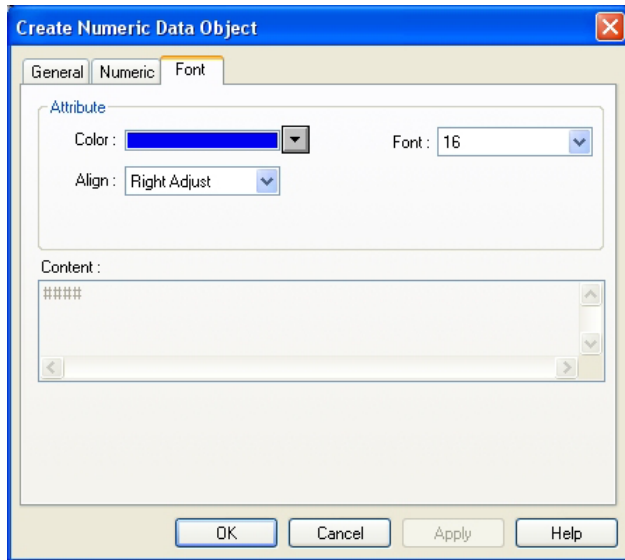 Create Numeric Data Object
General Numeric Font
Attribute
Color : Font : 16
Align : Right Adjust
Content :
####
OK Cancel Apply Help